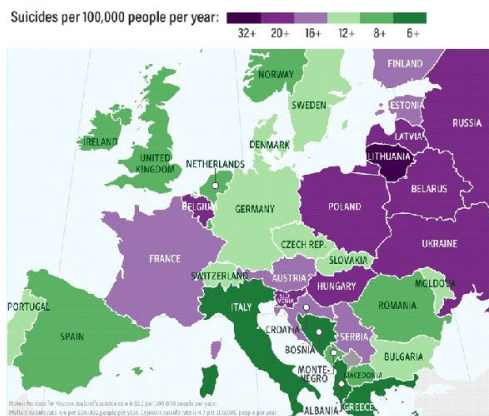 Suicides per 100,000 people per year:
32+ 20+ 16+ 12+ 8+ 6+
FINLAND
NORWAY
SWEDEN
ESTONIA
RUSSIA
LATVIA
IRELAND
DENMARK
LITHUANIA
UNITED
KINGDOM
NETHERLANDS
BELARUS
BELGIUM
GERMANY
POLAND
UKRAINE
CZECH REP.
FRANCE
SLOVAKIA
SWITZERLAND
AUSTRIA
HUNGARY
MOLDOVA
PORTUGAL
SPAIN
ITALY
ROMANIA
CROATIA
SERBIA
BOSNIA
BULGARIA
MONTE-
NEGRO
MACEDONIA
ALBANIA
GREECE